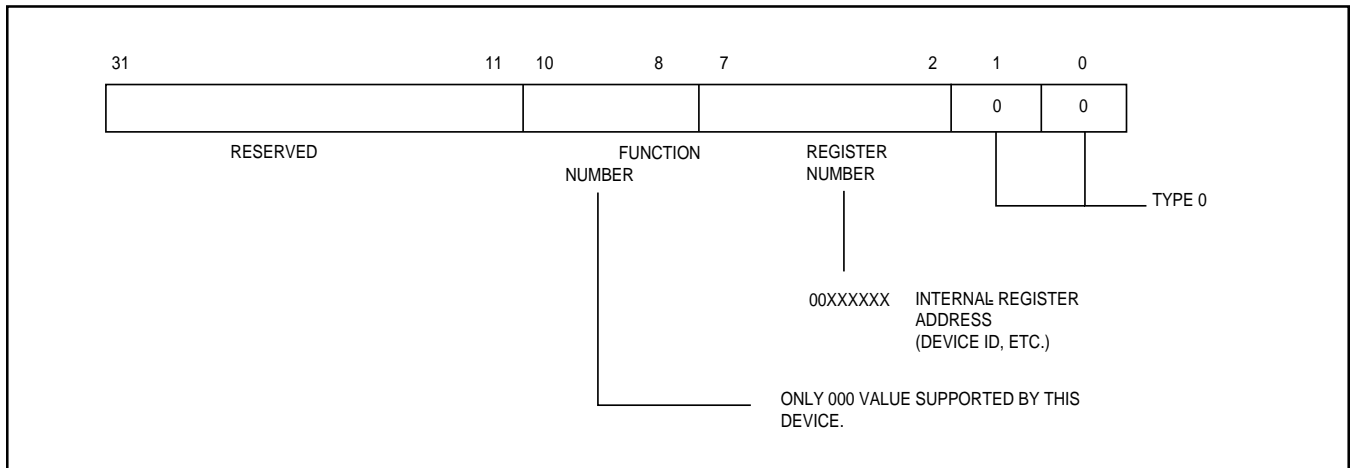 31 11 10 8 7 2 1 0
0 0
RESERVED FUNCTION REGISTER
NUMBER NUMBER
TYPE 0
00XXXXXX INTERNAL REGISTER
ADDRESS
(DEVICE ID, ETC.)
ONLY 000 VALUE SUPPORTED BY THIS
DEVICE.